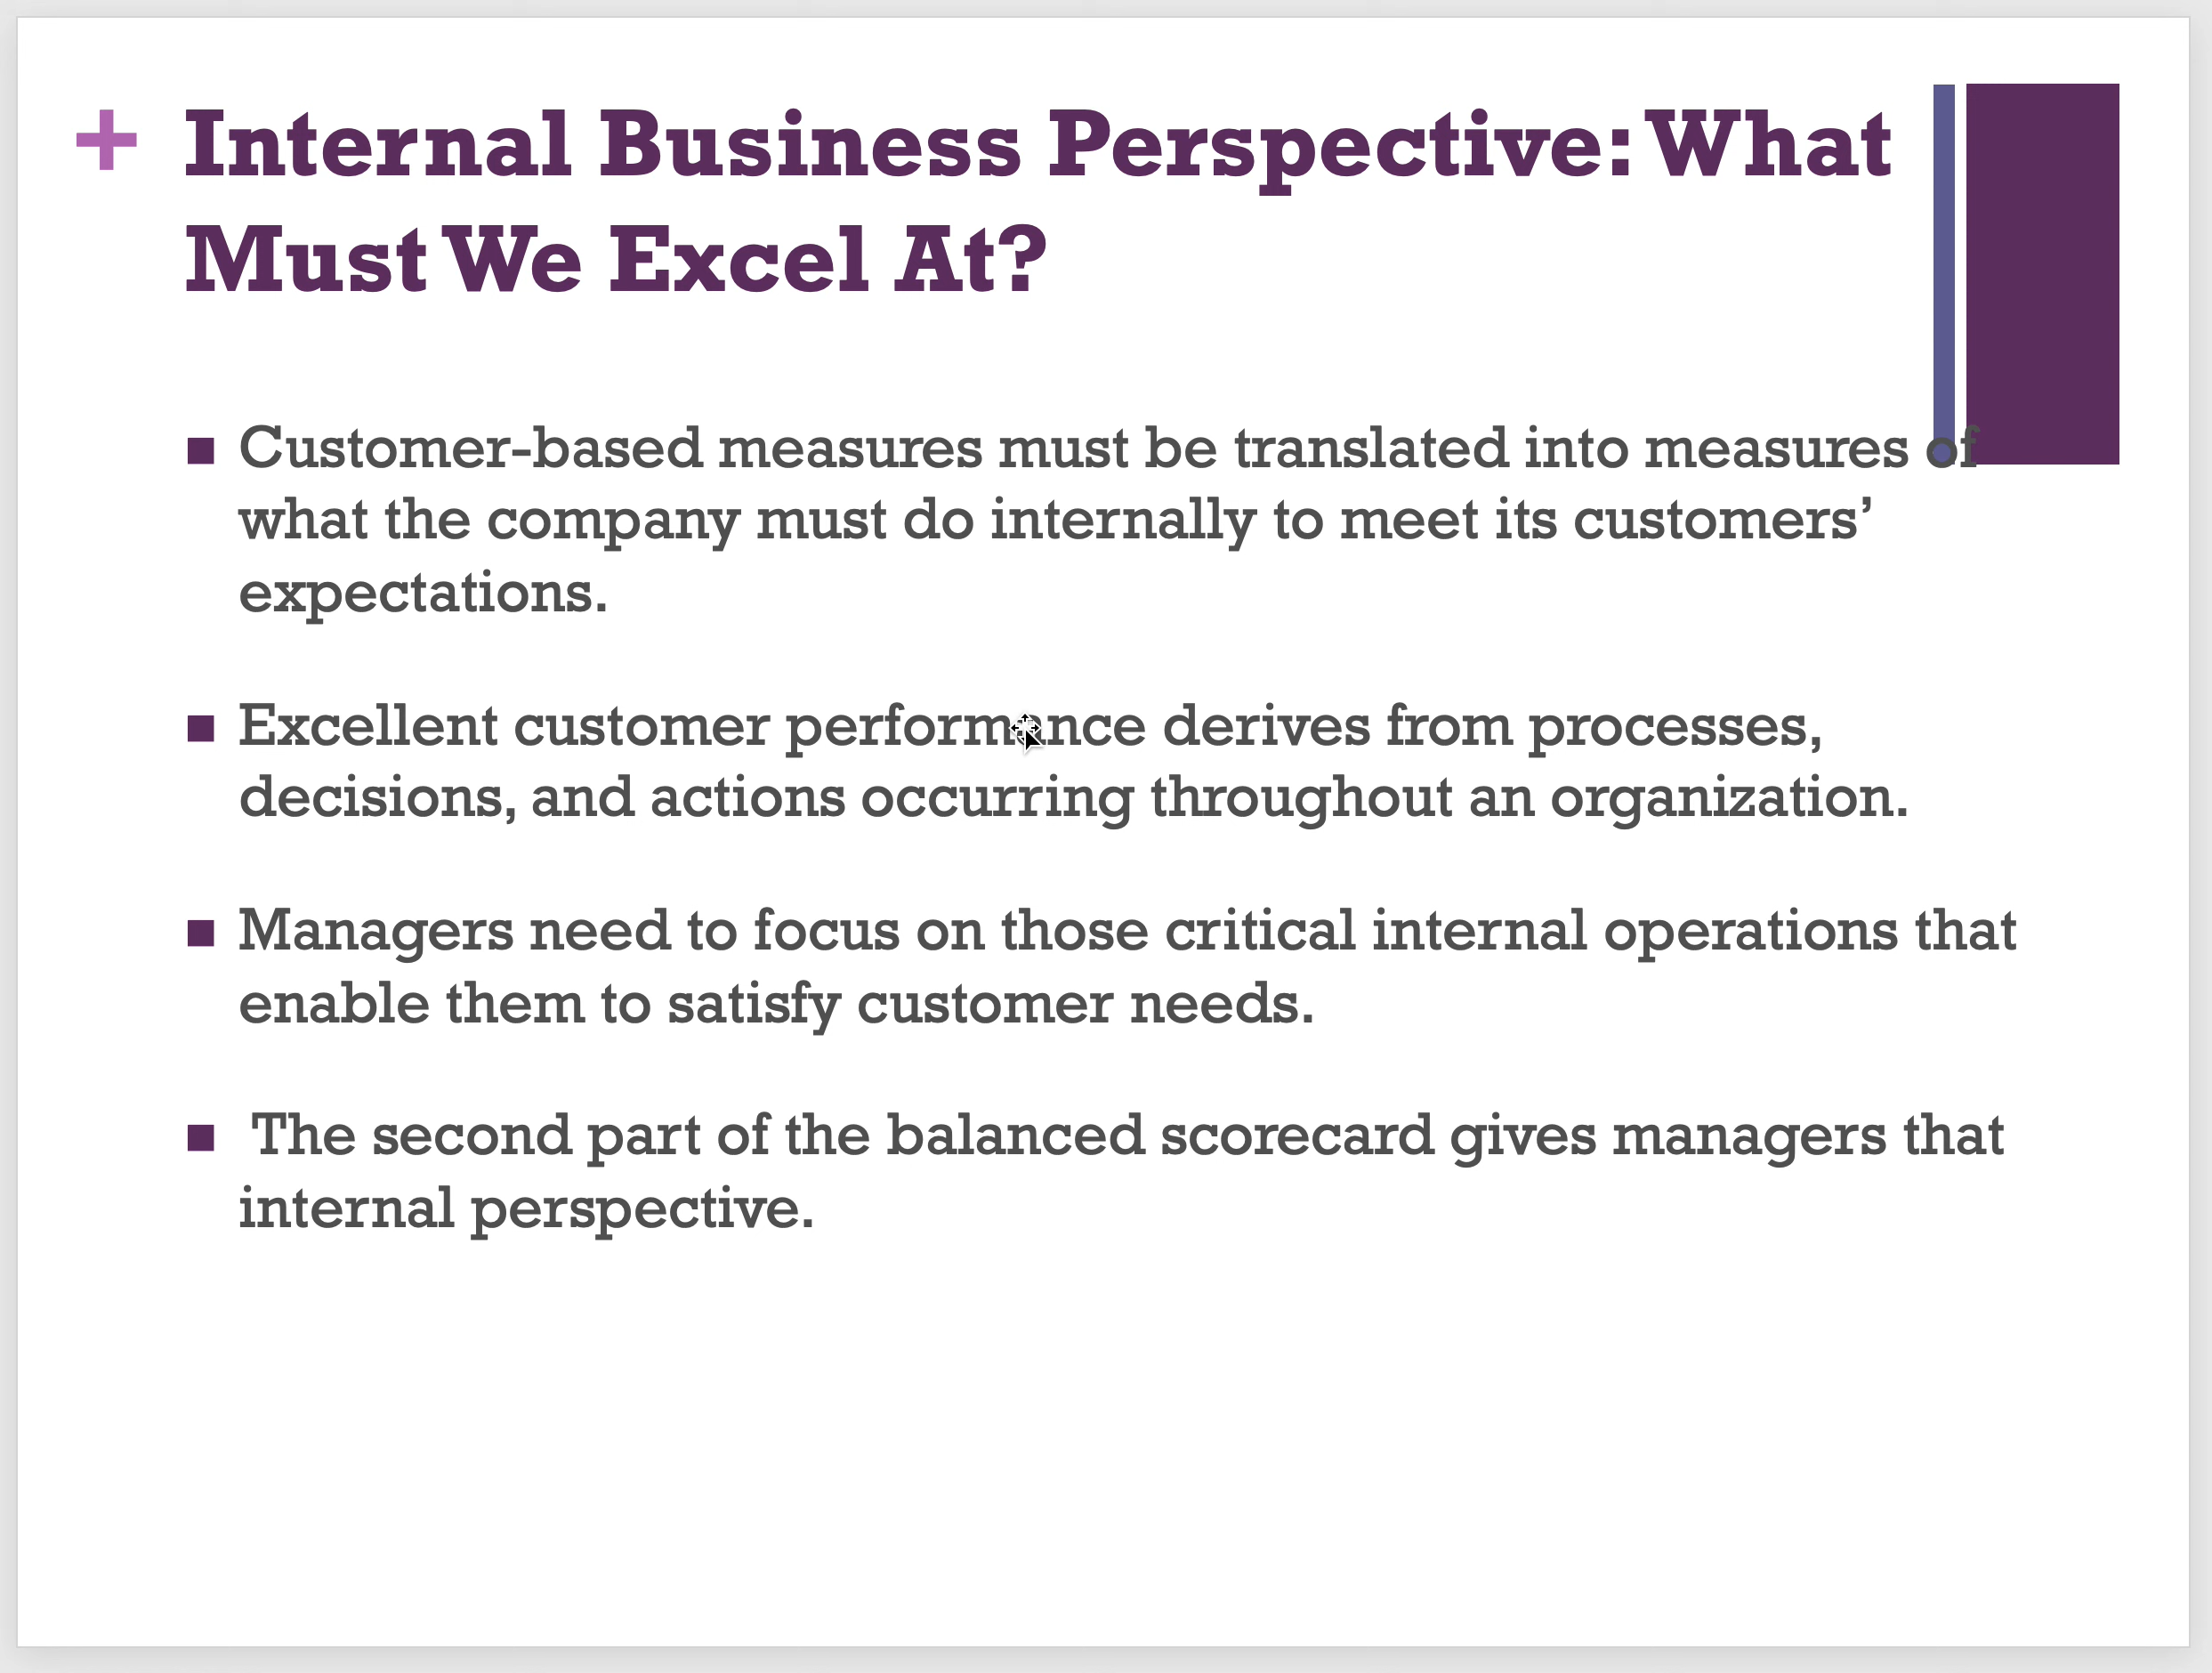 + Internal Business Perspective: What
Must We Excel At?
■ Customer-based measures must be translated into measures of
what the company must do internally to meet its customers’
expectations.
■ Excellent customer performance derives from processes,
decisions, and actions occurring throughout an organization.
■ Managers need to focus on those critical internal operations that
enable them to satisfy customer needs.
■ The second part of the balanced scorecard gives managers that
internal perspective.